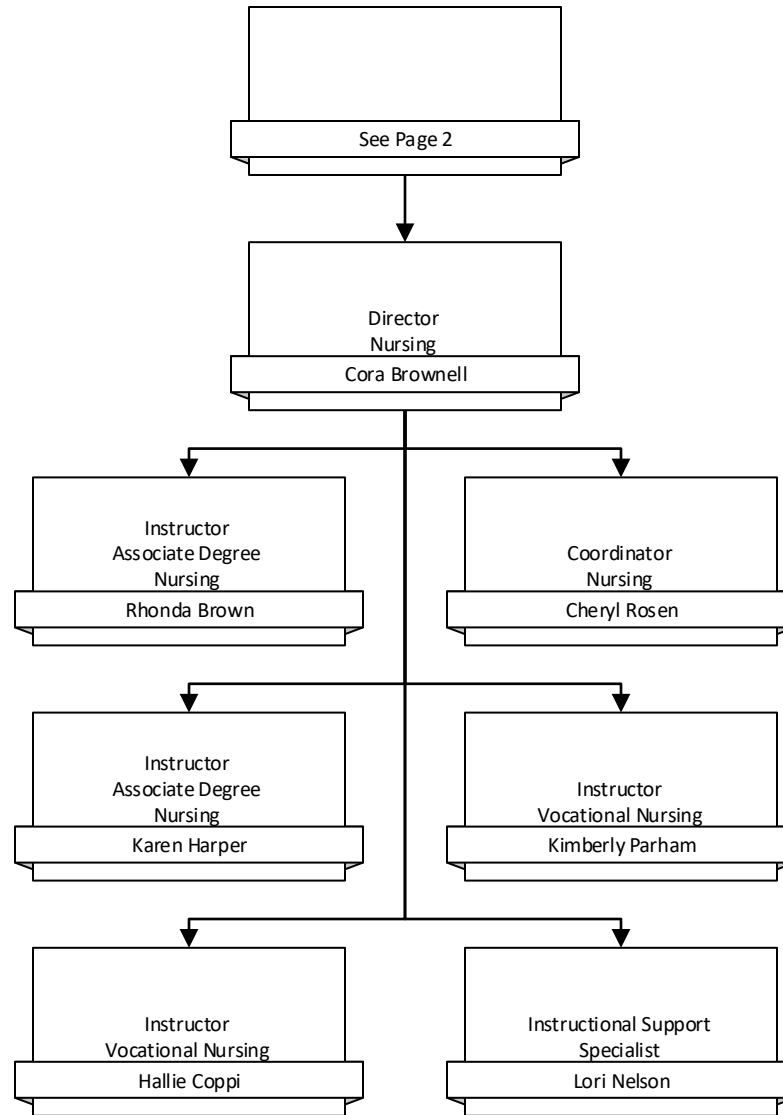 See Page 2
Director
Nursing
Cora Brownell
Instructor
Associate Degree
Nursing
Rhonda Brown
Coordinator
Nursing
Cheryl Rosen
Instructor
Associate Degree
Nursing
Karen Harper
Instructor
Vocational Nursing
Kimberly Parham
Instructor
Vocational Nursing
Hallie Coppi
Instructional Support
Specialist
Lori Nelson